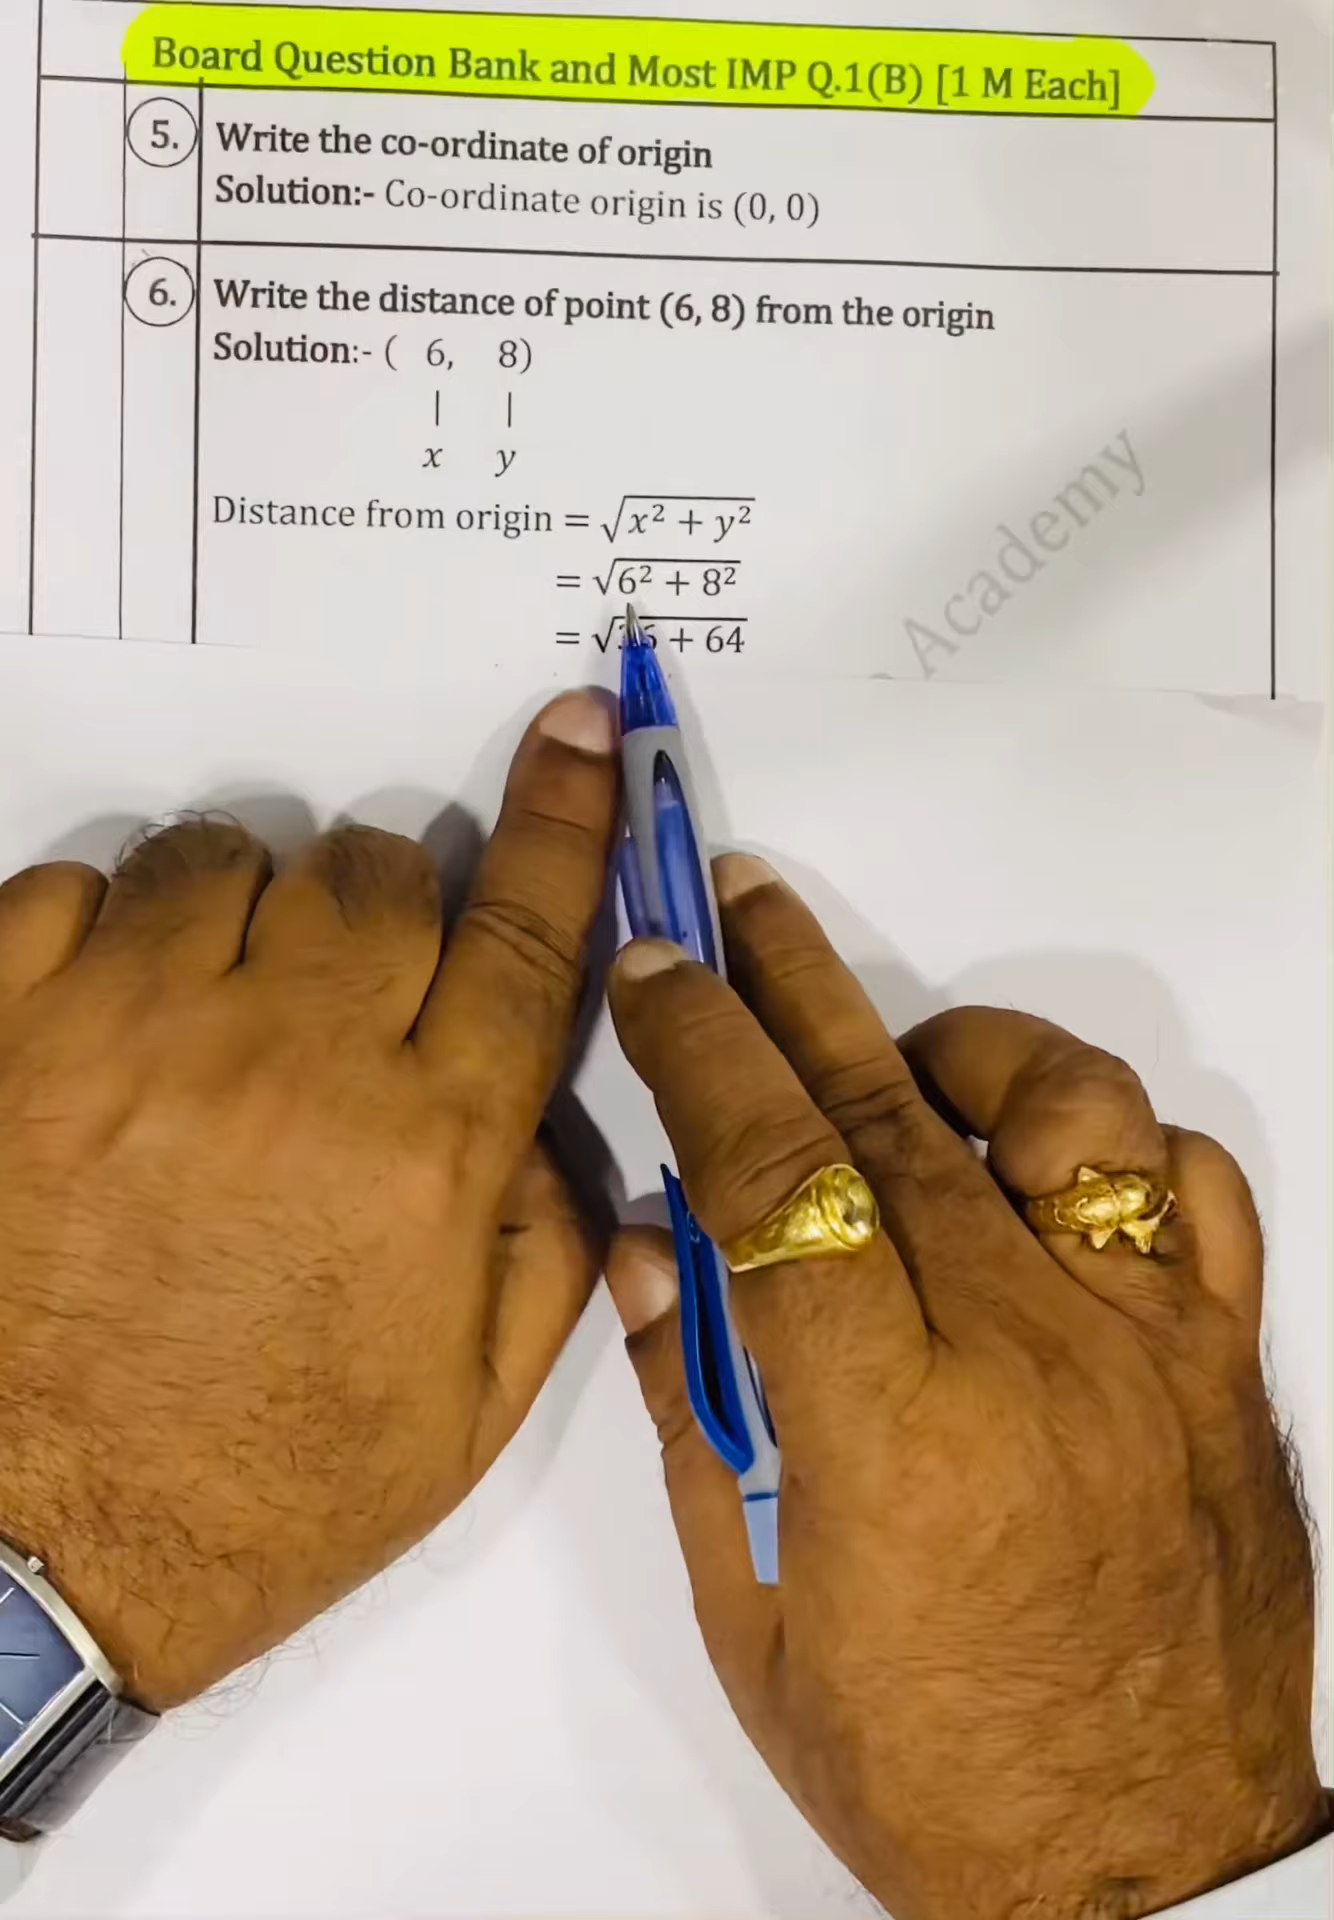 Board Question Bank and Most IMP Q.1(B) [1 M Each]
5. Write the co-ordinate of origin
Solution:- Co-ordinate origin is (0, 0)
6. Write the distance of point (6, 8) from the origin
Solution:- ( 6, 8)
| |
x y
Distance from origin = √x² + y²
= √6² + 8²
= √ + 64
Academy